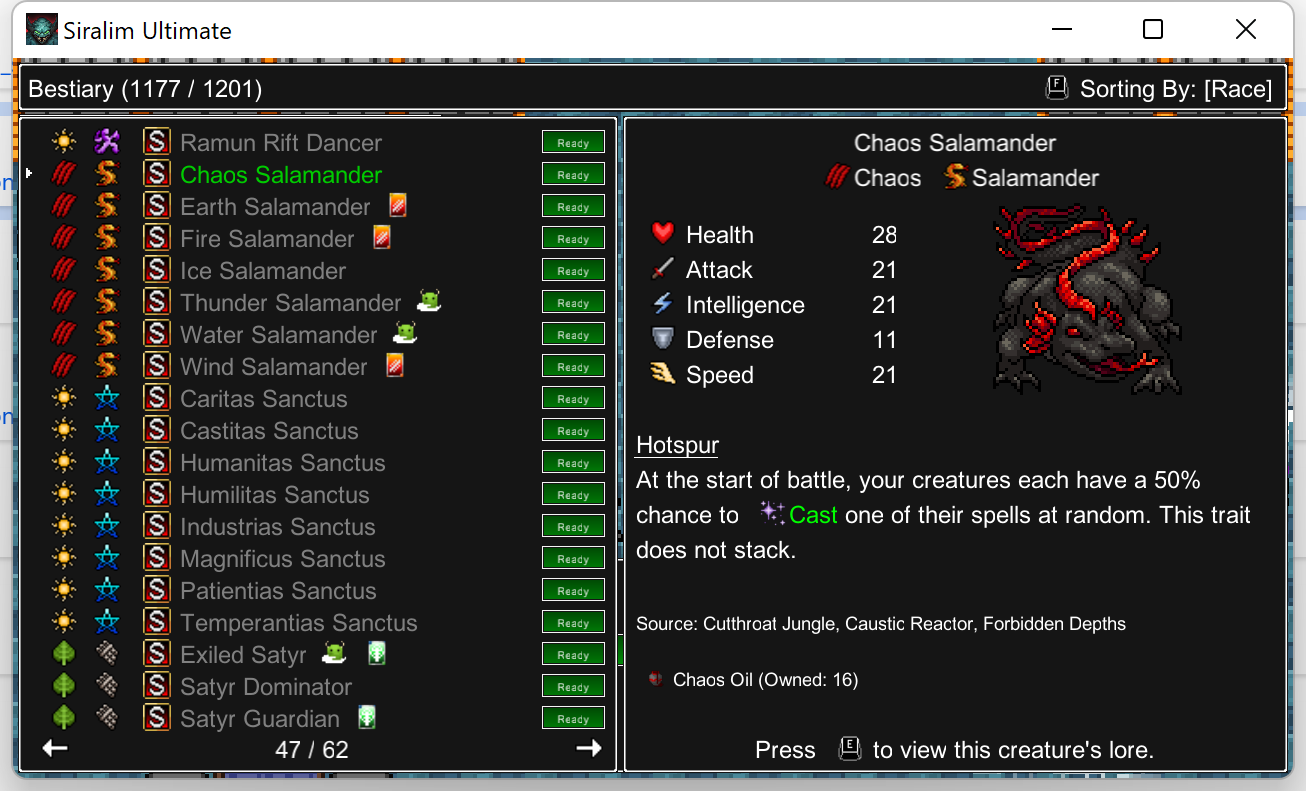 Siralim Ultimate
Bestiary (1177 / 1201)
F Sorting By: [Race]
S Ramun Rift Dancer Ready
S Chaos Salamander Ready
S Earth Salamander Ready
S Fire Salamander Ready
S Ice Salamander Ready
S Thunder Salamander Ready
S Water Salamander Ready
S Wind Salamander Ready
S Caritas Sanctus Ready
S Castitas Sanctus Ready
S Humanitas Sanctus Ready
S Humilitas Sanctus Ready
S Industrias Sanctus Ready
S Magnificus Sanctus Ready
S Patientias Sanctus Ready
S Temperantias Sanctus Ready
S Exiled Satyr Ready
S Satyr Dominator Ready
S Satyr Guardian Ready
47 / 62
Chaos Salamander
Chaos Salamander
Health 28
Attack 21
Intelligence 21
Defense 11
Speed 21
Hotspur
At the start of battle, your creatures each have a 50%
chance to Cast one of their spells at random. This trait
does not stack.
Source: Cutthroat Jungle, Caustic Reactor, Forbidden Depths
Chaos Oil (Owned: 16)
Press E to view this creature's lore.